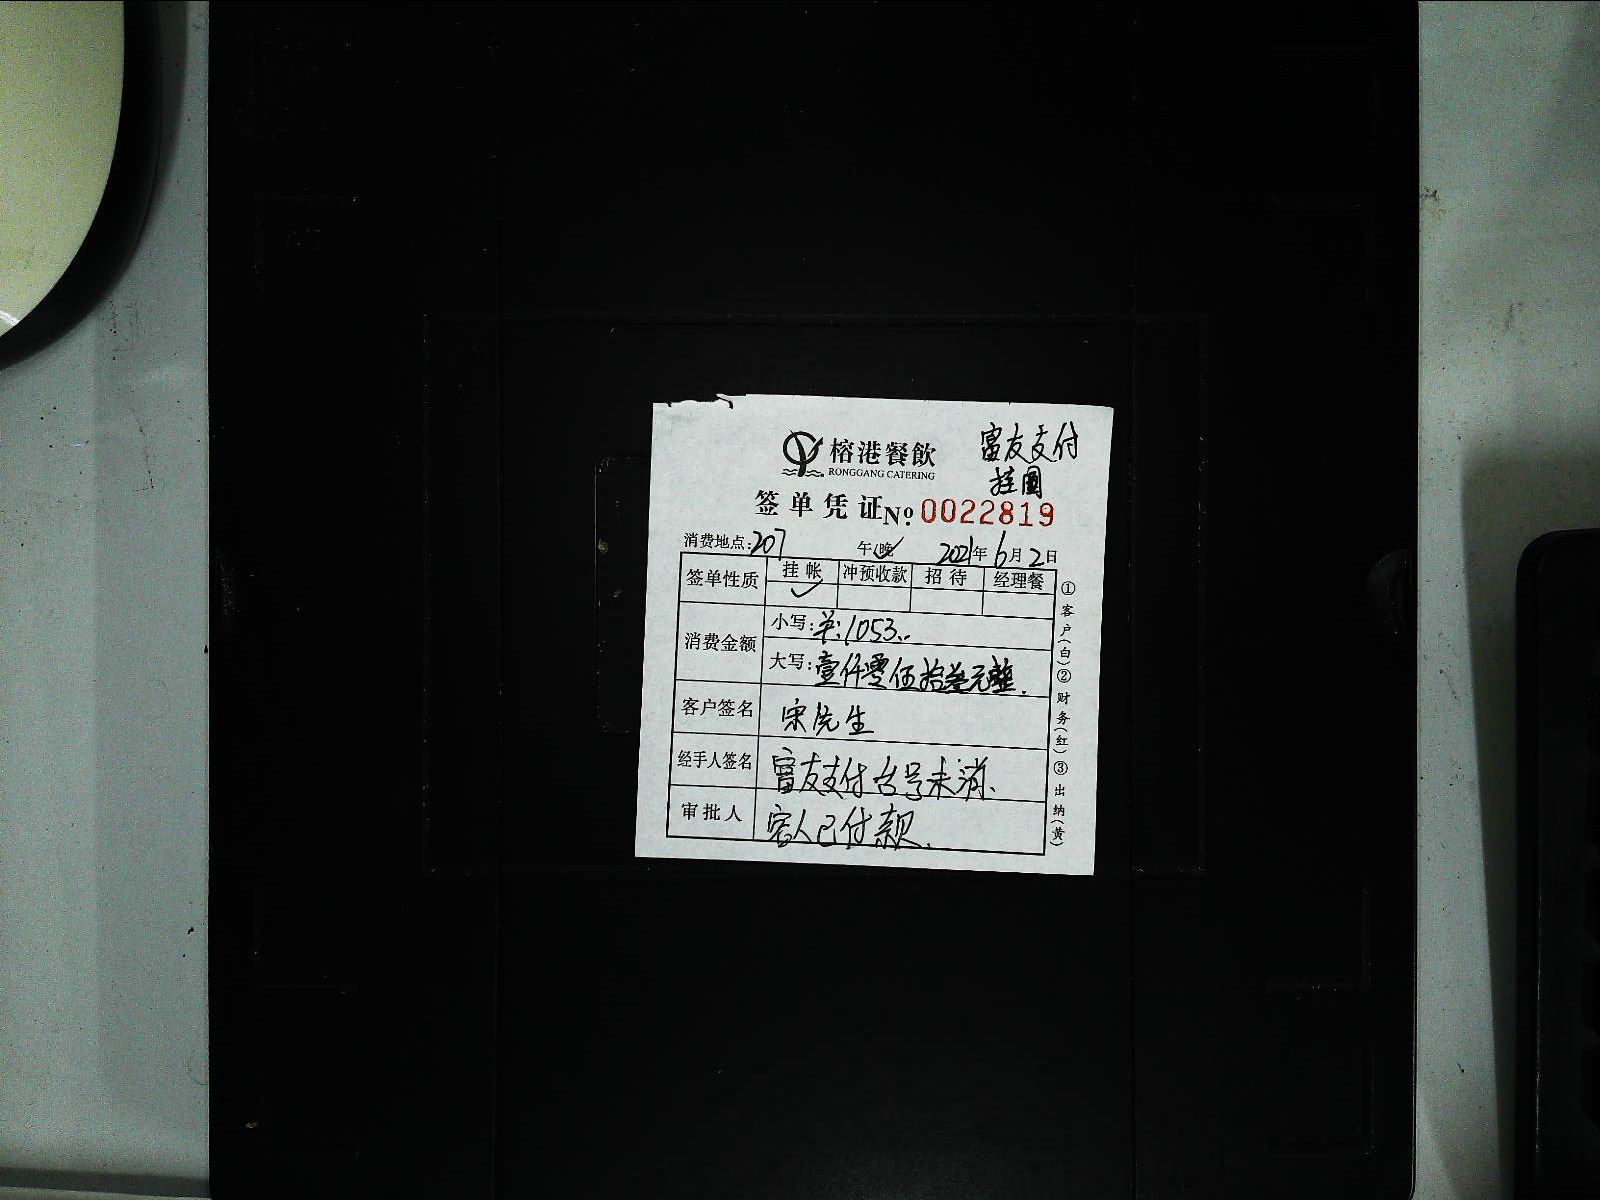 榕港餐飲
RONGGANG CATERING
富友支付
挂圓
签单凭证 Nº 0022819
消费地点:207 午(晚) 2021年6月2日
签单性质 挂帐 冲预收款 招待 经理餐
消费金额 小写:羊:1053..
大写:壹仟零伍拾叁元整.
客户签名 宋先生
经手人签名 富友支付台号未消.
审批人 客人已付款.
①客户(白)②财务(红)③出纳(黄)